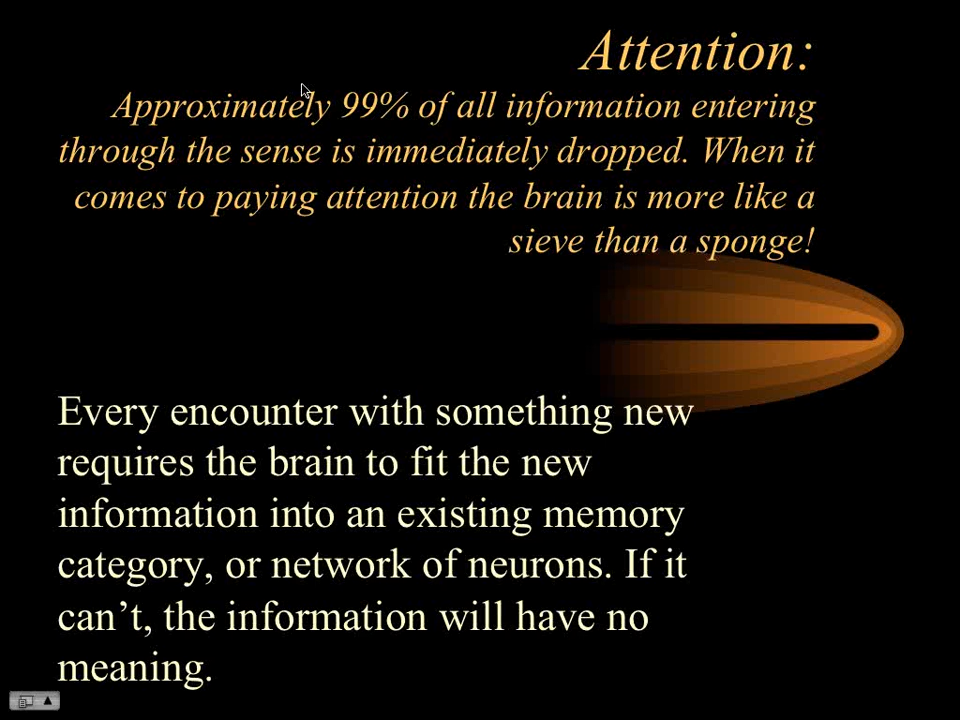 Attention:
Approximately 99% of all information entering
through the sense is immediately dropped. When it
comes to paying attention the brain is more like a
sieve than a sponge!
Every encounter with something new
requires the brain to fit the new
information into an existing memory
category, or network of neurons. If it
can’t, the information will have no
meaning.